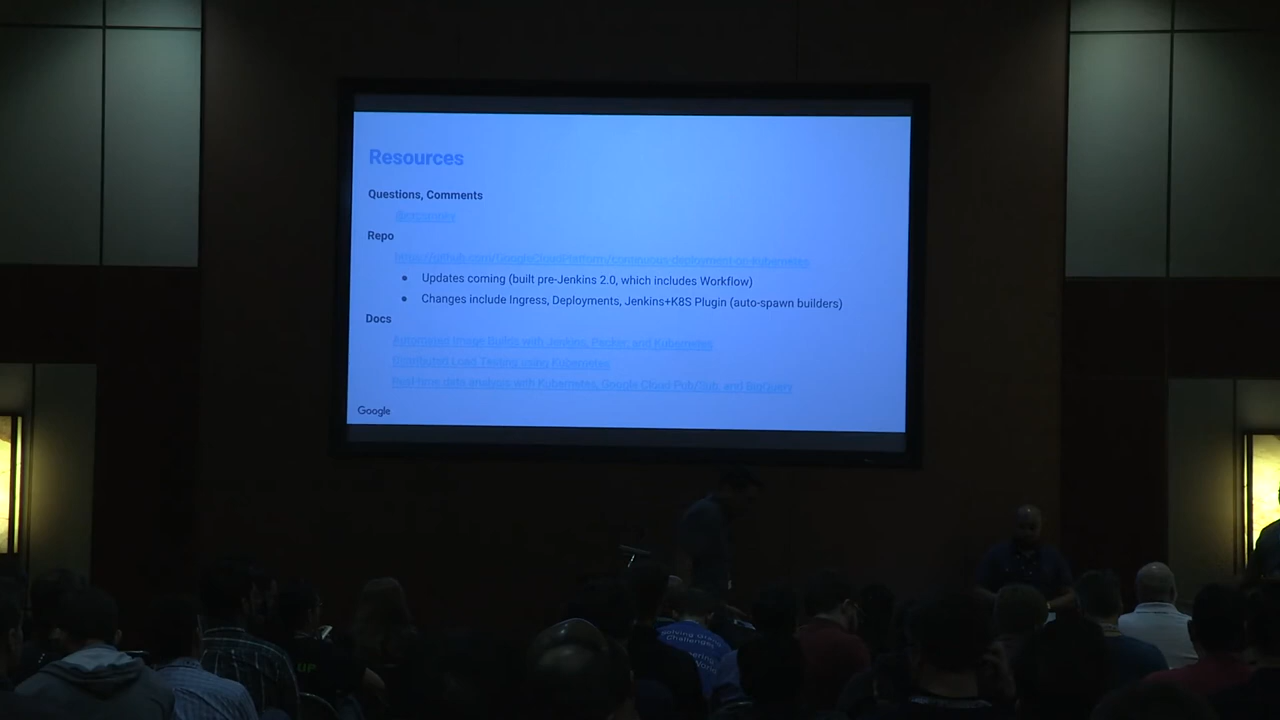 Resources
Questions, Comments
Repo
https://github.com/GoogleCloudPlatform/continuous-deployment-on-kubernetes
• Updates coming (built pre-Jenkins 2.0, which includes Workflow)
• Changes include Ingress, Deployments, Jenkins+K8S Plugin (auto-spawn builders)
Docs
Automated Image Builds with Jenkins, Packer, and Kubernetes
Distributed Load Testing using Kubernetes
Real time data analysis with Kubernetes, Google Cloud Pub/Sub, and BigQuery
Google
Challenges
UP